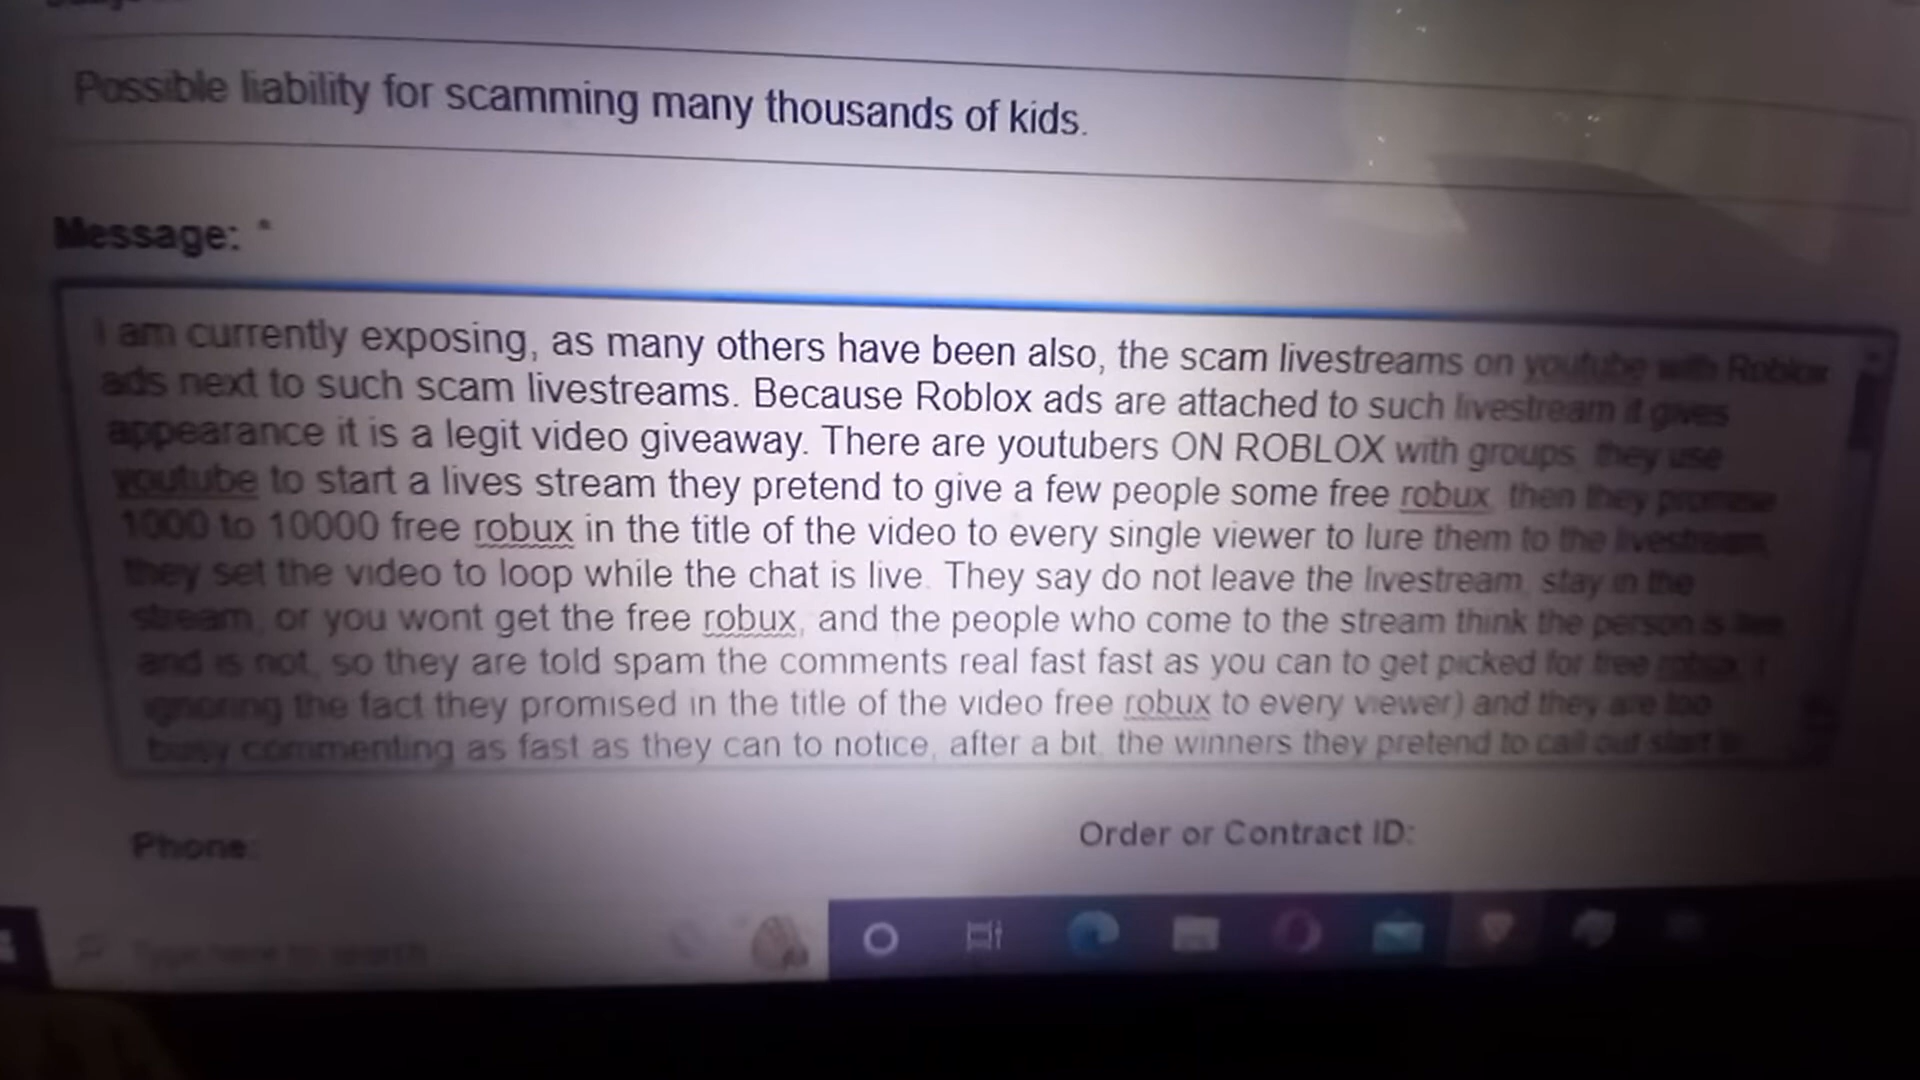 Possible liability for scamming many thousands of kids.
Message: *
I am currently exposing, as many others have been also, the scam livestreams on youtube with Roblox
ads next to such scam livestreams. Because Roblox ads are attached to such livestream it gives
appearance it is a legit video giveaway. There are youtubers ON ROBLOX with groups, they use
youtube to start a lives stream they pretend to give a few people some free robux, then they promise
1000 to 10000 free robux in the title of the video to every single viewer to lure them to the livestream,
they set the video to loop while the chat is live. They say do not leave the livestream, stay in the
stream, or you wont get the free robux, and the people who come to the stream think the person is live
and is not, so they are told spam the comments real fast fast as you can to get picked for free robux, (
ignoring the fact they promised in the title of the video free robux to every viewer) and they are too
busy commenting as fast as they can to notice, after a bit, the winners they pretend to call out start
Phone:
Order or Contract ID:
Type here to search